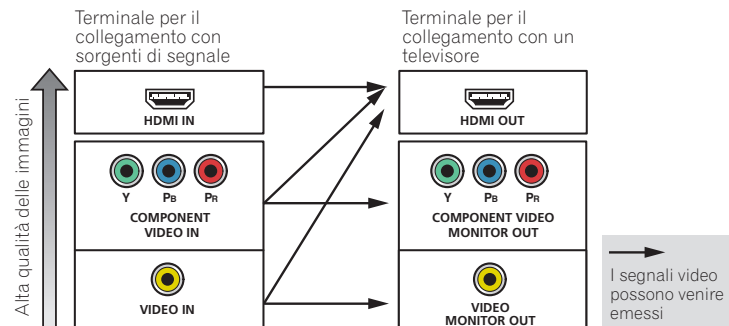 Terminale per il
collegamento con
sorgenti di segnale
Terminale per il
collegamento con un
televisore
Alta qualità delle immagini
HDMI IN
HDMI OUT
Y PB PR
COMPONENT
VIDEO IN
Y PB PR
COMPONENT VIDEO
MONITOR OUT
VIDEO IN
VIDEO
MONITOR OUT
I segnali video
possono venire
emessi